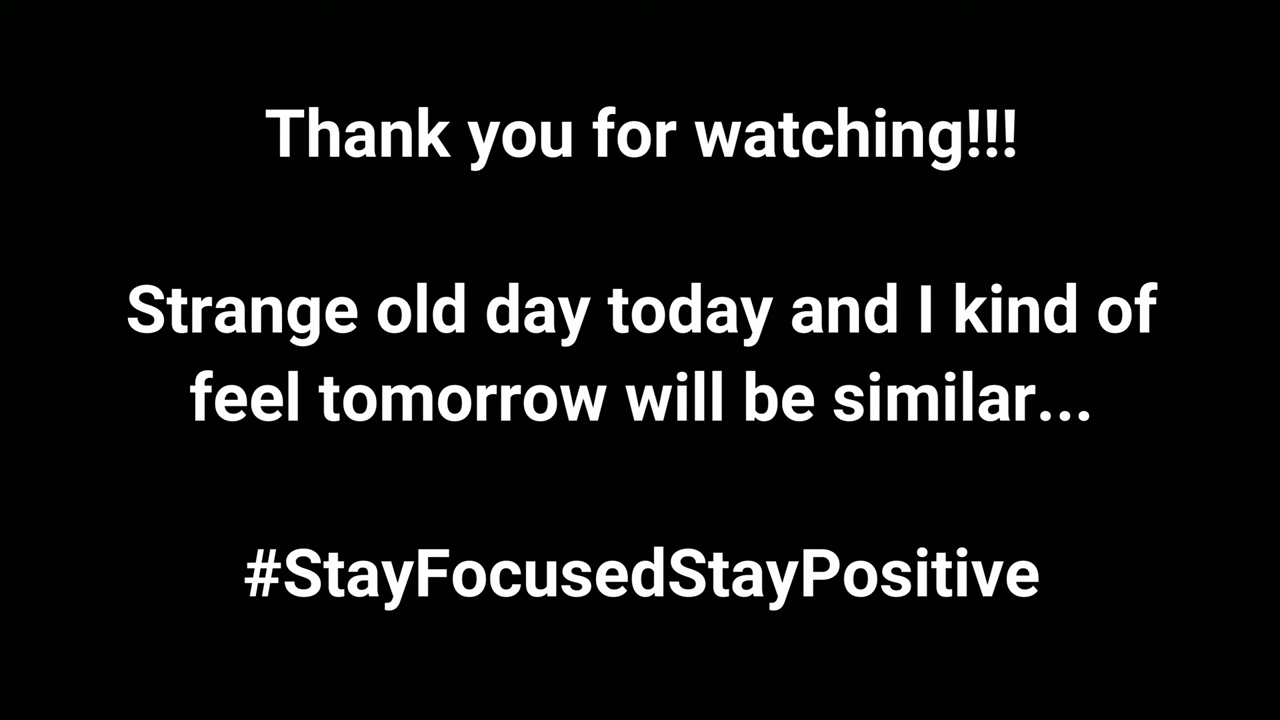 Thank you for watching!!!
Strange old day today and I kind of
feel tomorrow will be similar...
#StayFocusedStayPositive